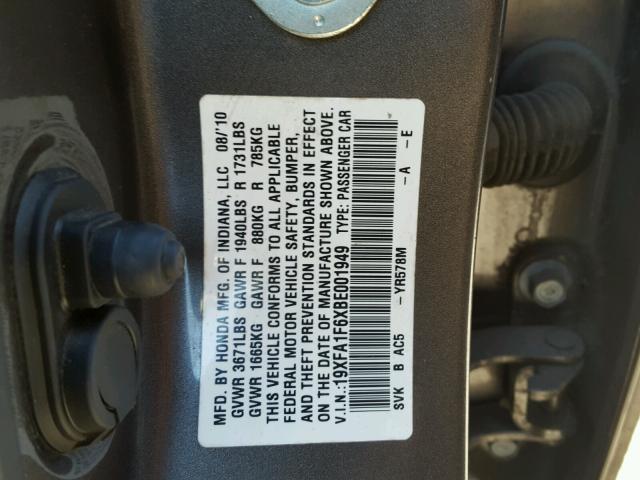 MFD. BY HONDA MFG. OF INDIANA, LLC 08/'10
GVWR 3671LBS GAWR F 1940LBS R 1731LBS
GVWR 1665KG GAWR F 880KG R 785KG
THIS VEHICLE CONFORMS TO ALL APPLICABLE
FEDERAL MOTOR VEHICLE SAFETY, BUMPER,
AND THEFT PREVENTION STANDARDS IN EFFECT
ON THE DATE OF MANUFACTURE SHOWN ABOVE.
V.I.N.:19XFA1F6XBE001949 TYPE: PASSENGER CAR
SVK B AC5 -YR578M -A -E